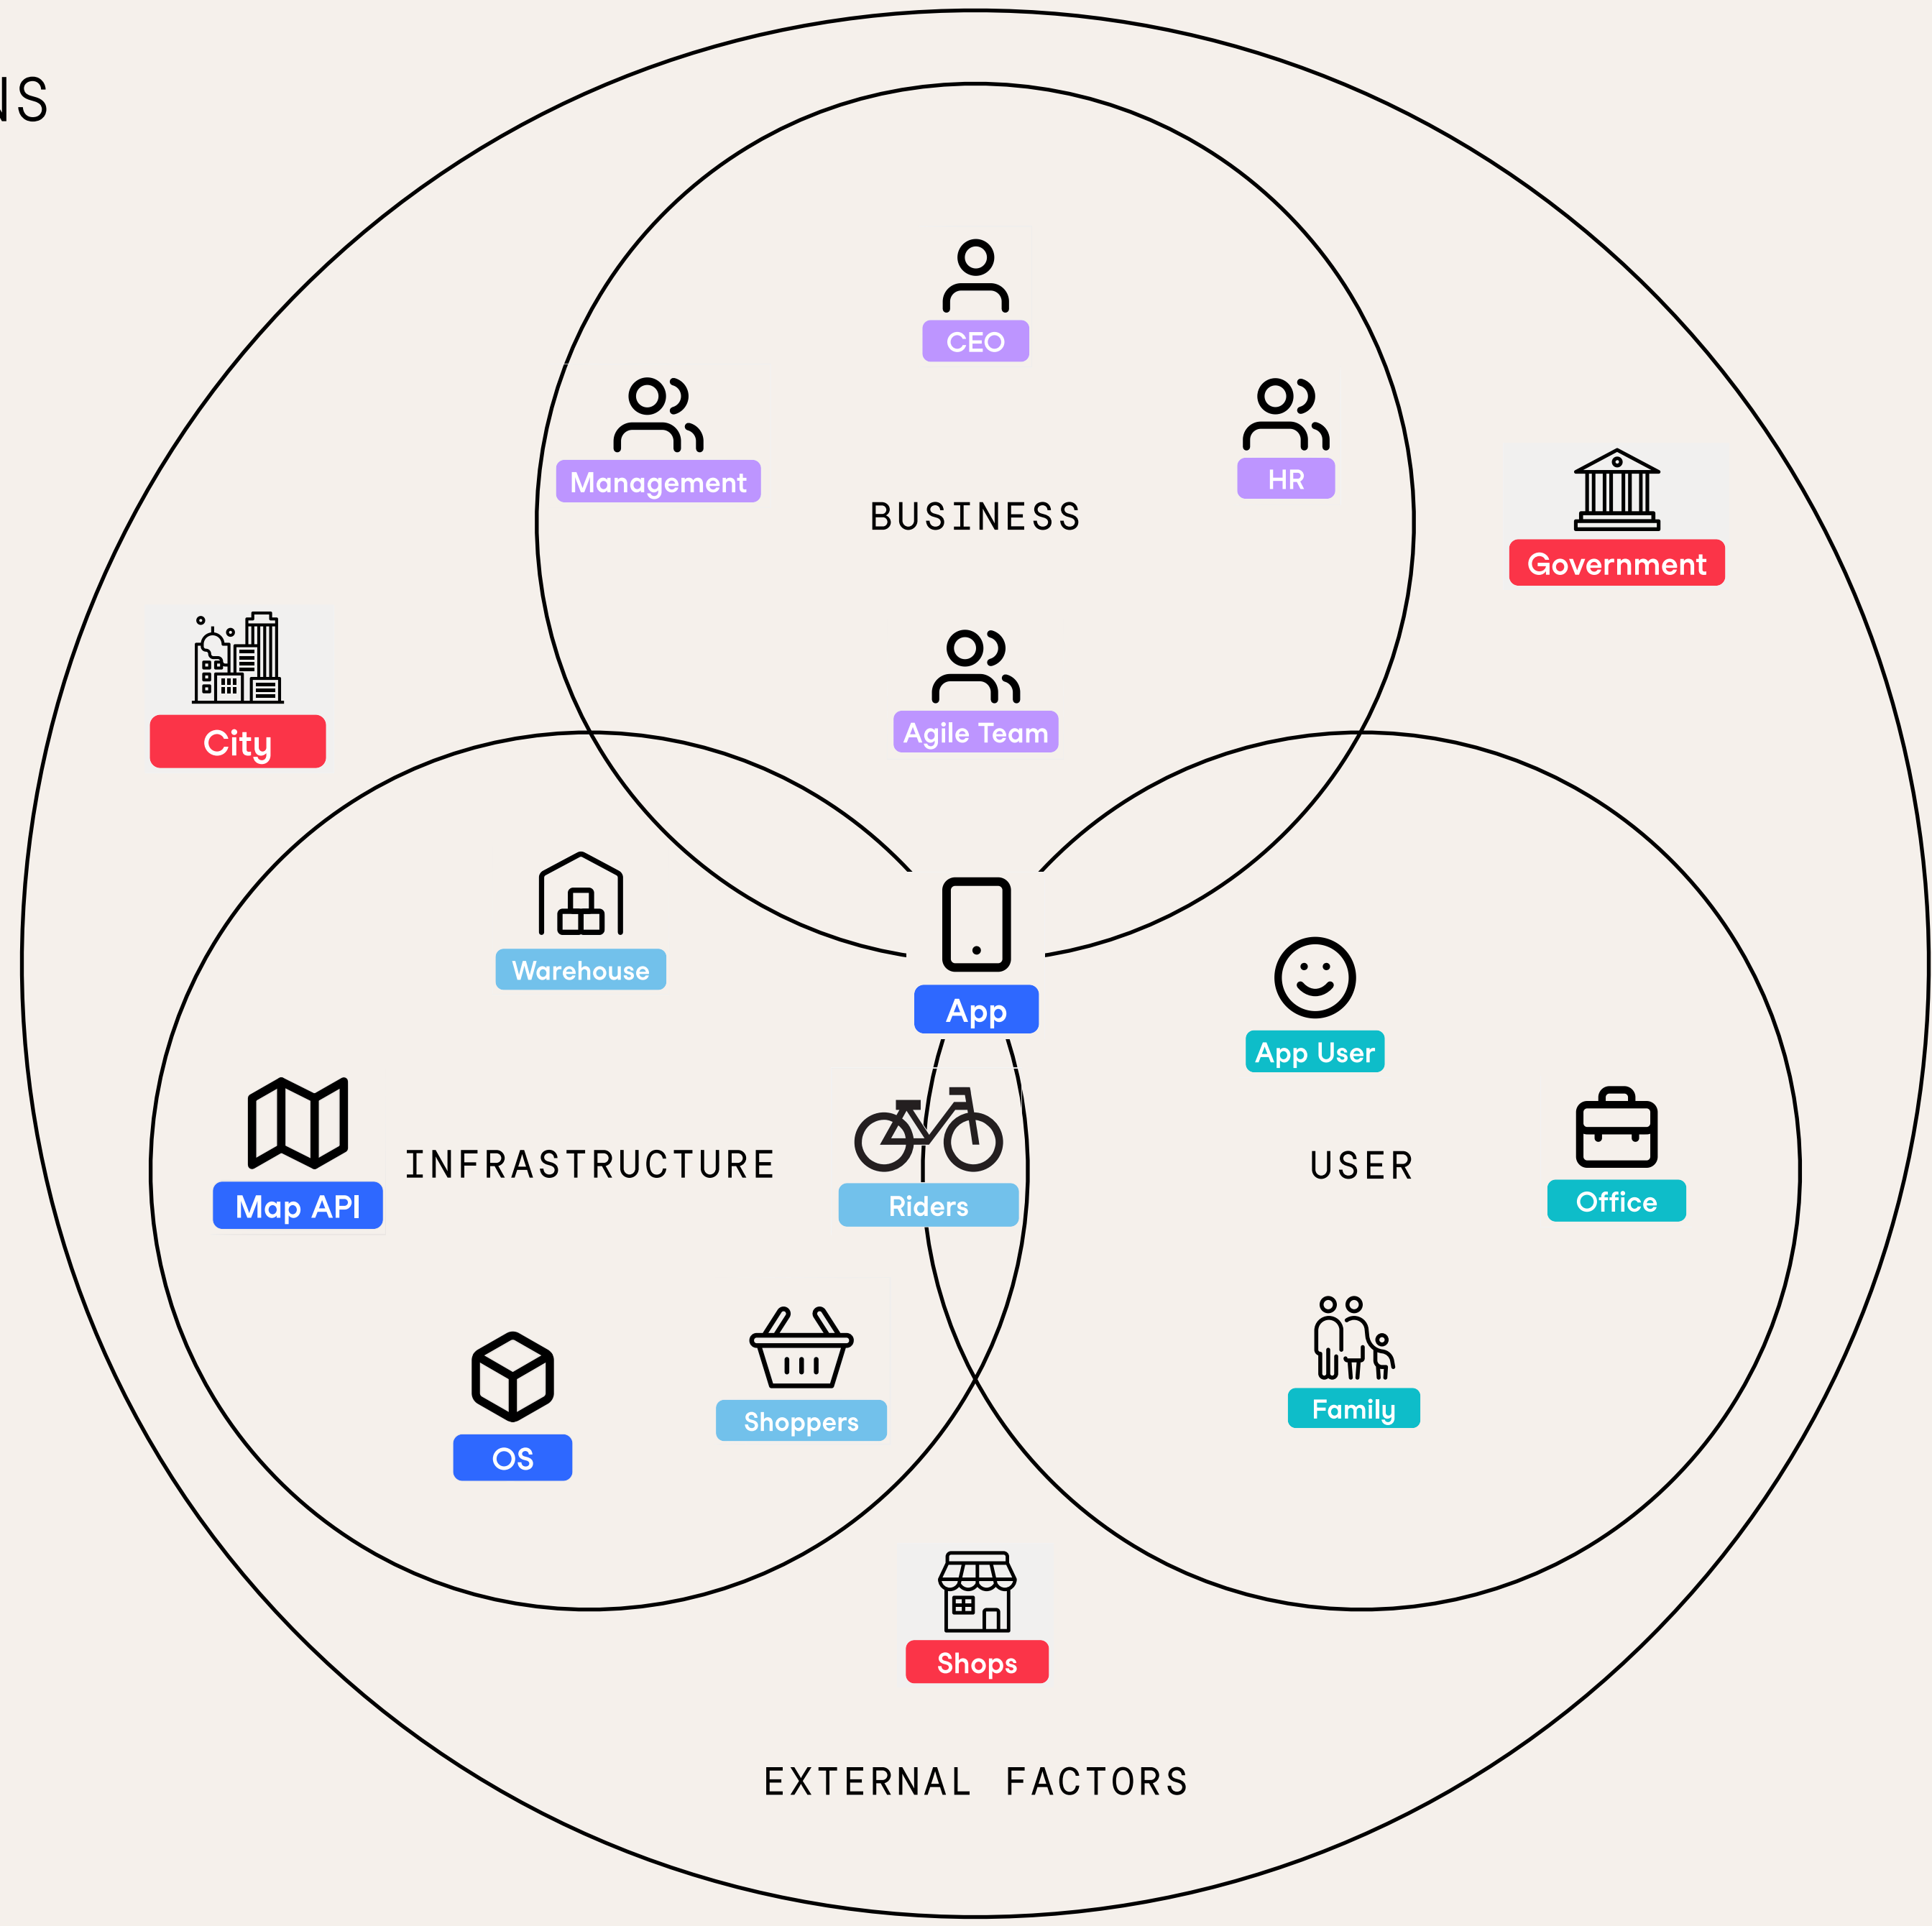 NS
CEO
Management
HR
BUSINESS
Government
Agile Team
City
Warehouse
App
App User
Map API
INFRASTRUCTURE
Riders
USER
Office
Shoppers
Family
OS
Shops
EXTERNAL FACTORS